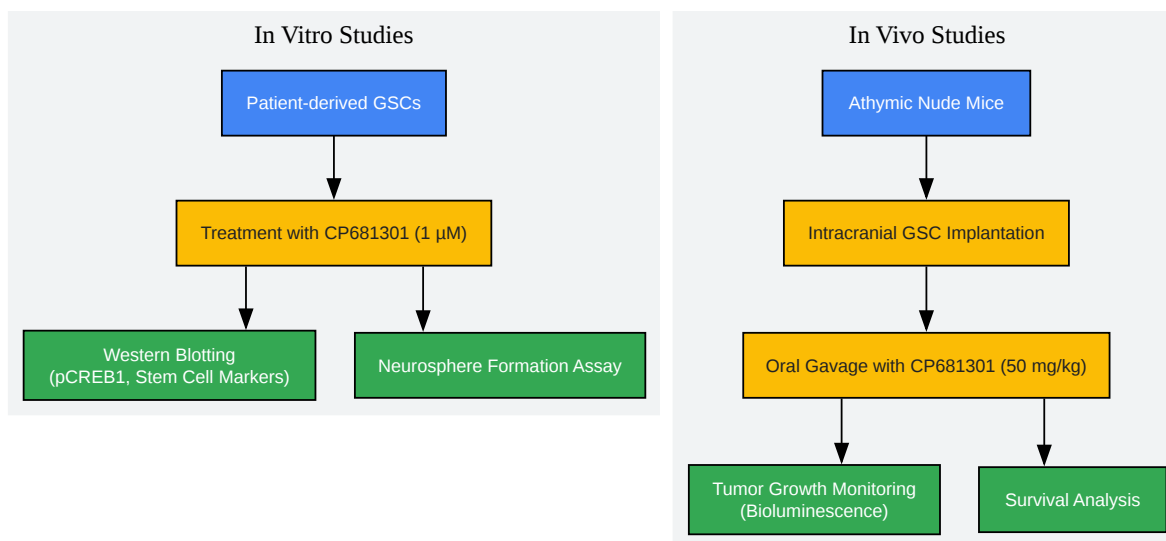 In Vitro Studies
Patient-derived GSCs
Treatment with CP681301 (1 µM)
Western Blotting
(pCREB1, Stem Cell Markers)
Neurosphere Formation Assay
In Vivo Studies
Athymic Nude Mice
Intracranial GSC Implantation
Oral Gavage with CP681301 (50 mg/kg)
Tumor Growth Monitoring
(Bioluminescence)
Survival Analysis